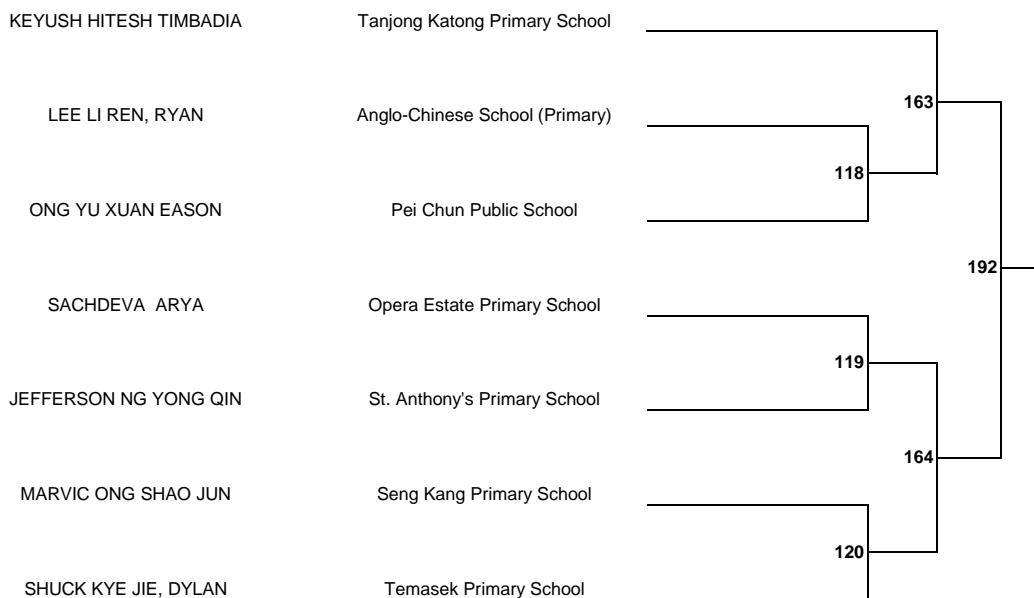 KEYUSH HITESH TIMBADIA Tanjong Katong Primary School
163
LEE LI REN, RYAN Anglo-Chinese School (Primary)
118
ONG YU XUAN EASON Pei Chun Public School
192
SACHDEVA ARYA Opera Estate Primary School
119
JEFFERSON NG YONG QIN St. Anthony's Primary School
164
MARVIC ONG SHAO JUN Seng Kang Primary School
120
SHUCK KYE JIE, DYLAN Temasek Primary School